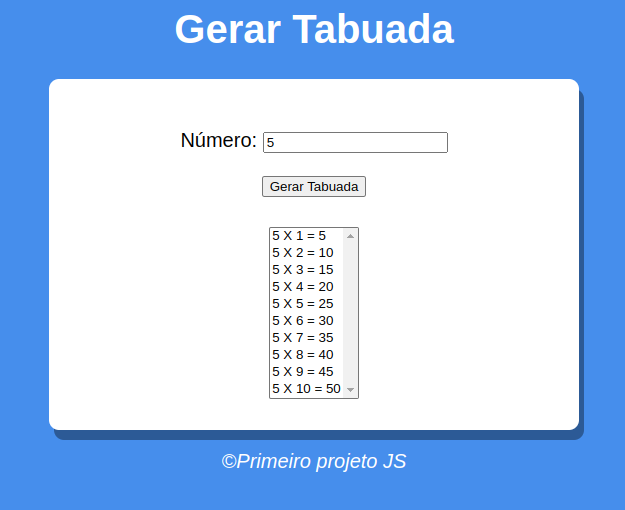 Gerar Tabuada
Número: 5
Gerar Tabuada
5 X 1 = 5
5 X 2 = 10
5 X 3 = 15
5 X 4 = 20
5 X 5 = 25
5 X 6 = 30
5 X 7 = 35
5 X 8 = 40
5 X 9 = 45
5 X 10 = 50
©Primeiro projeto JS